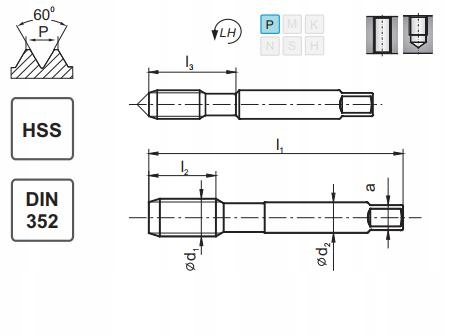 60°
P
LH
P M K
N S H
l3
HSS
l1
l2
DIN
352
a
Ød1
Ød2